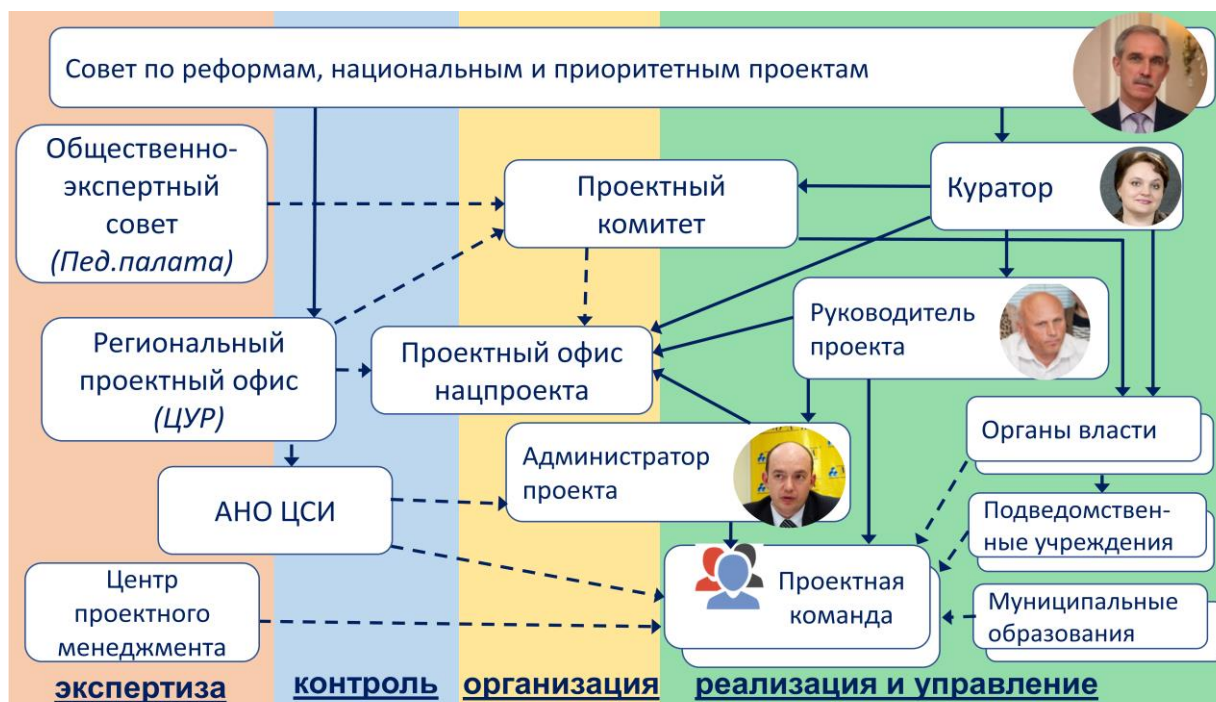 Совет по реформам, национальным и приоритетным проектам
Общественно-
экспертный
совет
(Пед.палата)
Проектный
комитет
Куратор
Региональный
проектный офис
(ЦУР)
Проектный офис
нацпроекта
Руководитель
проекта
АНО ЦСИ
Администратор
проекта
Органы власти
Подведомствен-
ные учреждения
Центр
проектного
менеджмента
Проектная
команда
Муниципальные
образования
экспертиза
контроль
организация
реализация и управление